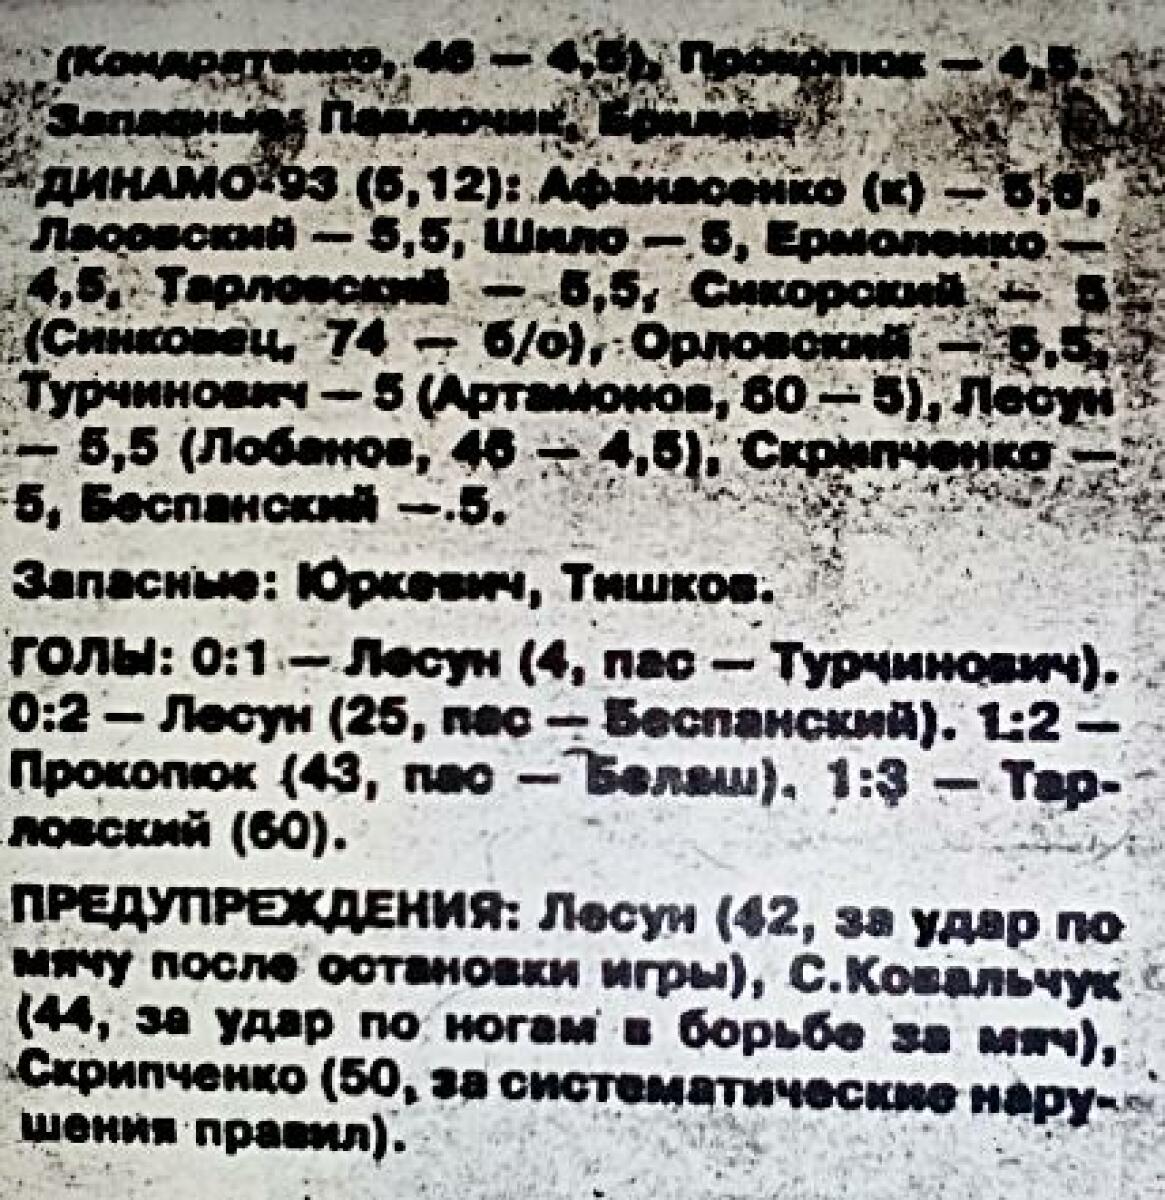 (Кондратенко, 46 — 4,5), Прокопюк — 4,5.
Запасные: Павлючик, Брилев.
ДИНАМО-93 (5,12): Афанасенко (к) — 5,5,
Ласовский — 5,5, Шило — 5, Ермоленко —
4,5, Тарловский — 5,5, Сикорский — 5
(Синковец, 74 — б/о), Орловский — 5,5,
Турчинович — 5 (Артамонов, 60 — 5), Лесун
— 5,5 (Лобанов, 46 — 4,5), Скрипченко —
5, Беспанский — 5.
Запасные: Юркевич, Тишков.
ГОЛЫ: 0:1 — Лесун (4, пас — Турчинович).
0:2 — Лесун (25, пас — Беспанский). 1:2 —
Прокопюк (43, пас — Белаш). 1:3 — Тар-
ловский (60).
ПРЕДУПРЕЖДЕНИЯ: Лесун (42, за удар по
мячу после остановки игры), С.Ковальчук
(44, за удар по ногам в борьбе за мяч),
Скрипченко (50, за систематические нару-
шения правил).